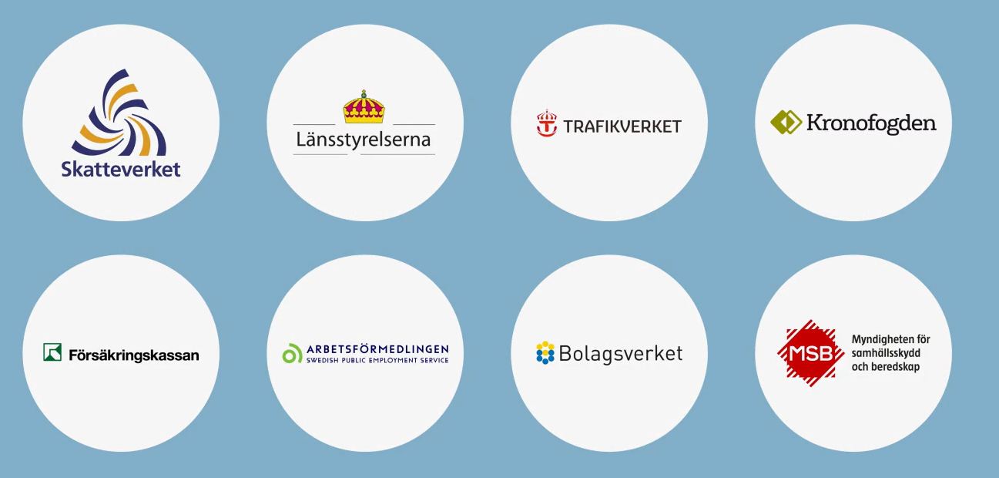 Skatteverket
Länsstyrelserna
TRAFIKVERKET
Kronofogden
Försäkringskassan
ARBETSFÖRMEDLINGEN
SWEDISH PUBLIC EMPLOYMENT SERVICE
Bolagsverket
MSB
Myndigheten för
samhällsskydd
och beredskap